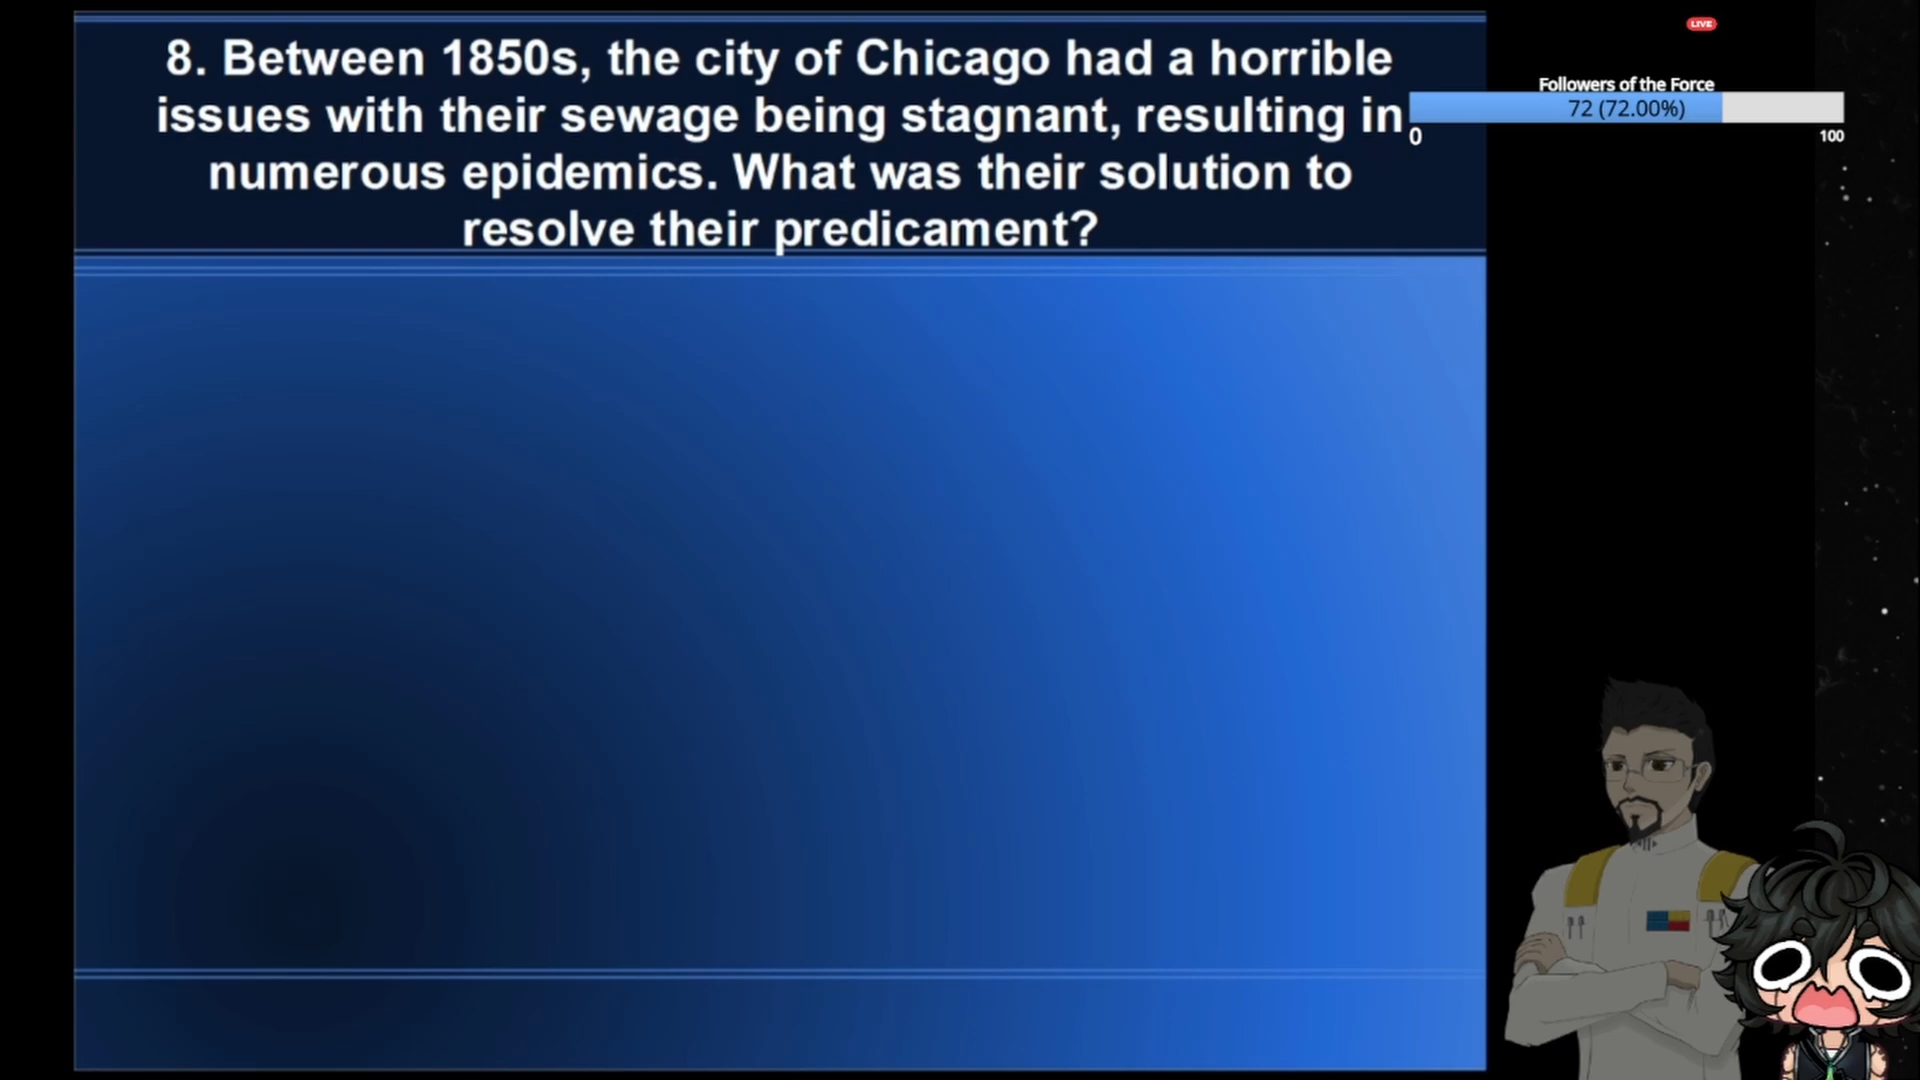 8. Between 1850s, the city of Chicago had a horrible
issues with their sewage being stagnant, resulting in
numerous epidemics. What was their solution to
resolve their predicament?
LIVE
Followers of the Force
72 (72.00%)
0
100